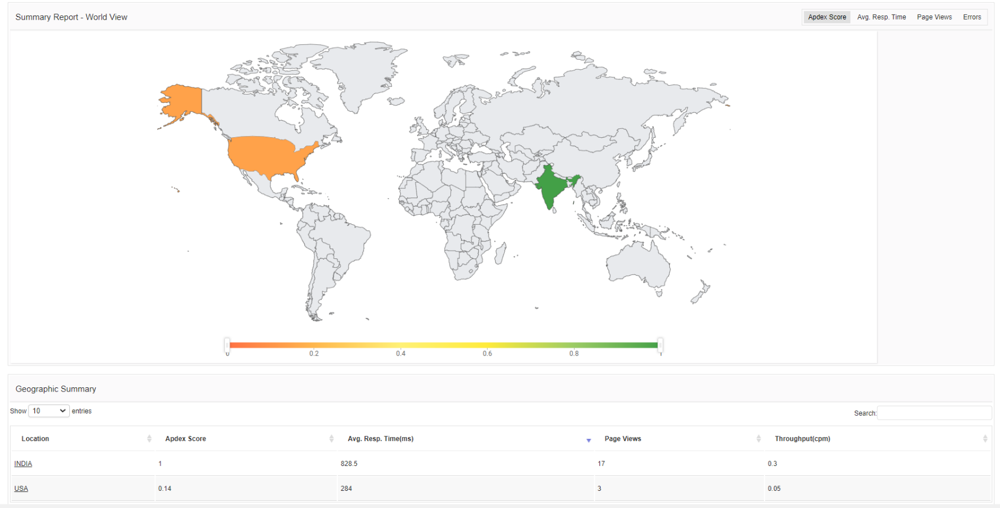 Summary Report - World View
Apdex Score Avg. Resp. Time Page Views Errors
0 0.2 0.4 0.6 0.8
Geographic Summary
Show 10 entries
Search:
Location Apdex Score Avg. Resp. Time(ms) Page Views Throughput(cpm)
INDIA 1 828.5 17 0.3
USA 0.14 284 3 0.05